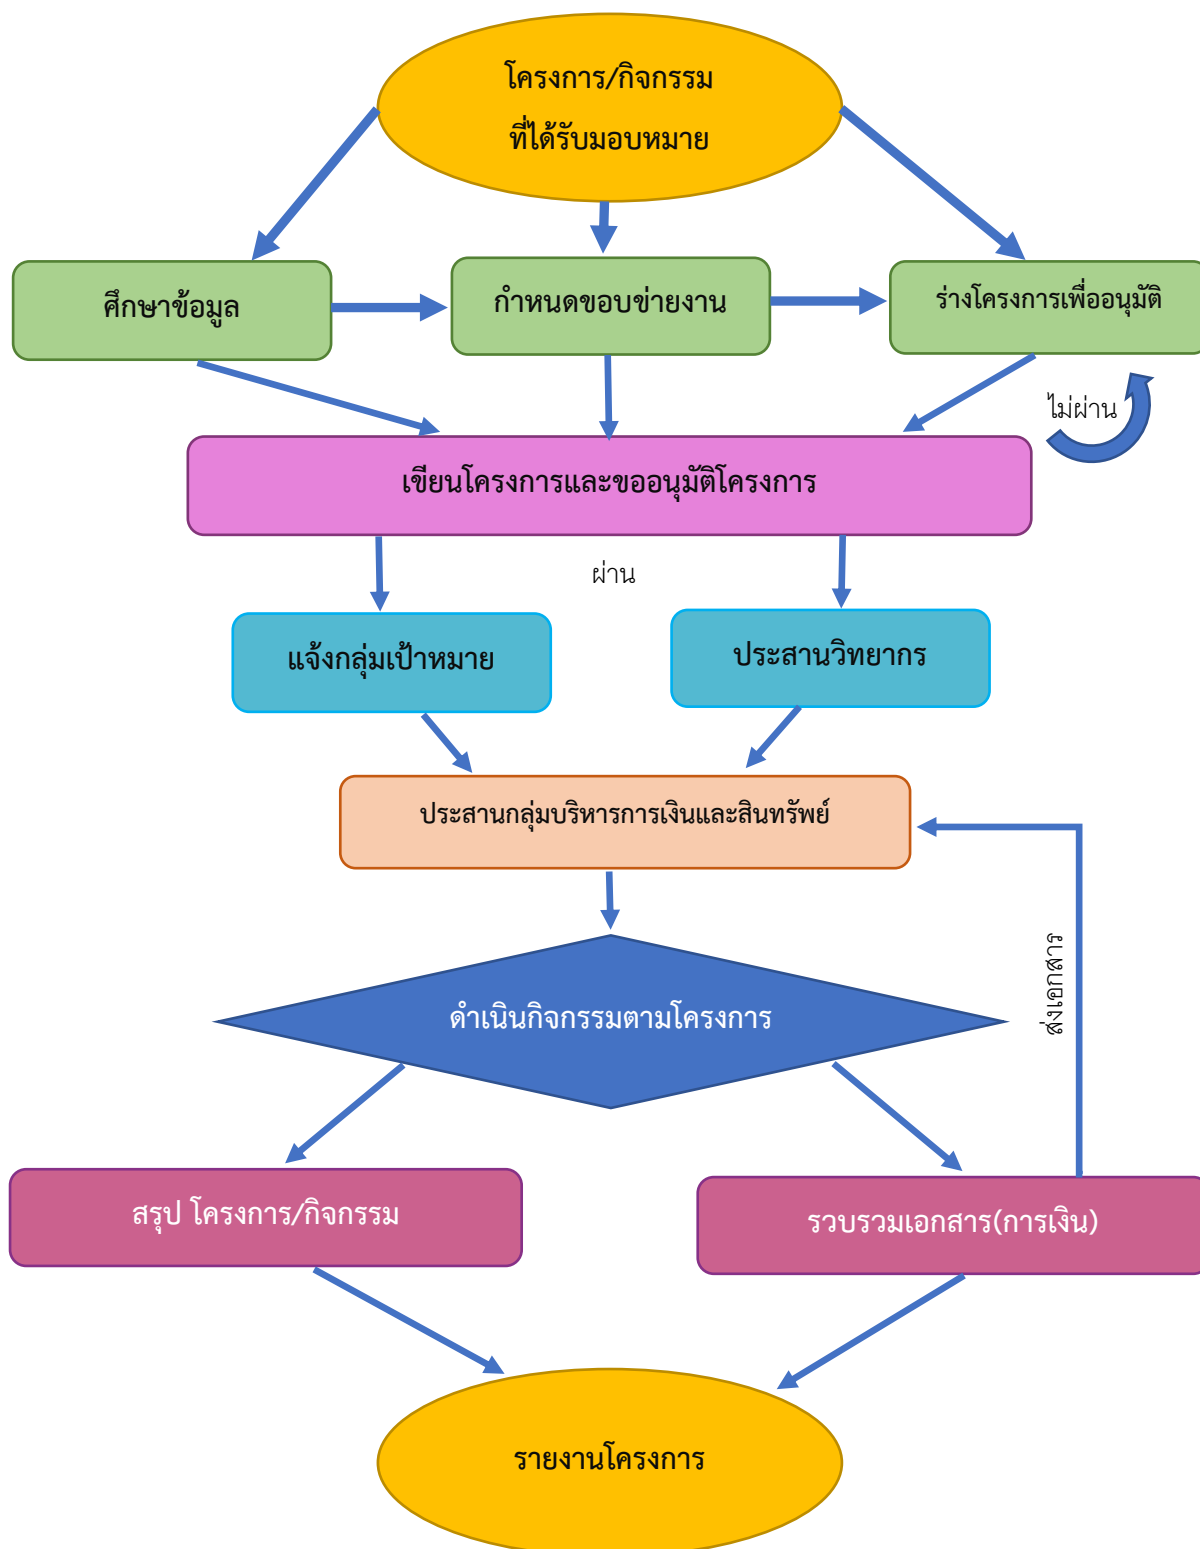 โครงการ/กิจกรรม
ที่ได้รับมอบหมาย
ศึกษาข้อมูล
กำหนดขอบข่ายงาน
ร่างโครงการเพื่ออนุมัติ
ไม่ผ่าน
เขียนโครงการและขออนุมัติโครงการ
ผ่าน
แจ้งกลุ่มเป้าหมาย
ประสานวิทยากร
ประสานกลุ่มบริหารการเงินและสินทรัพย์
ส่งเอกสาร
ดำเนินกิจกรรมตามโครงการ
สรุป โครงการ/กิจกรรม
รวบรวมเอกสาร(การเงิน)
รายงานโครงการ